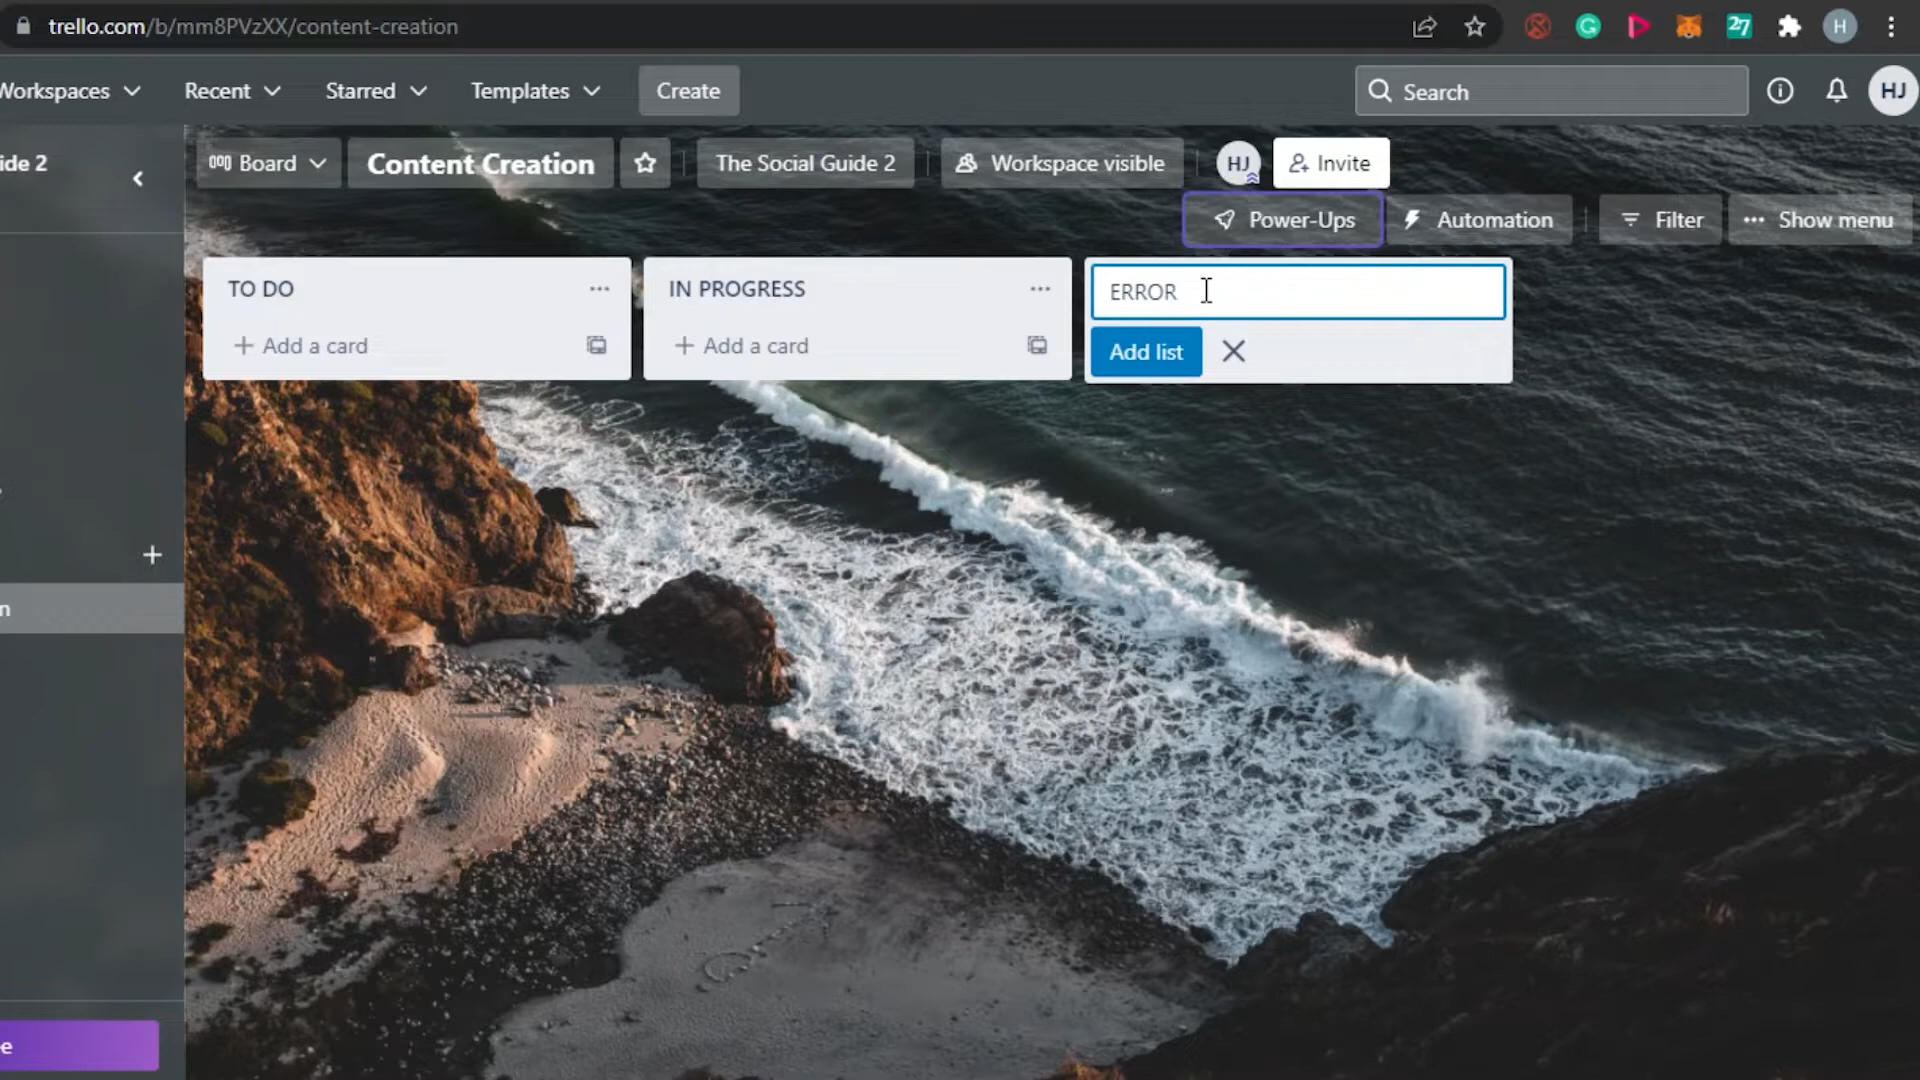 trello.com/b/mm8PVzXX/content-creation
27
H
Workspaces
Recent
Starred
Templates
Create
Search
HJ
ide 2
Board
Content Creation
The Social Guide 2
Workspace visible
HJ
Invite
Power-Ups
Automation
Filter
Show menu
TO DO
IN PROGRESS
ERROR
Add a card
Add a card
Add list
n
e